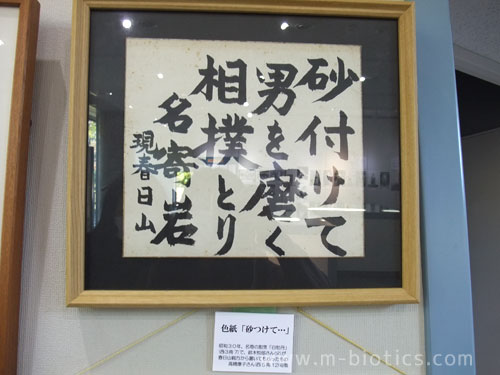 砂付けて
男を磨く
相撲とり
名寄岩
現春日山
色紙「砂つけて…」
www.m-biotics.com